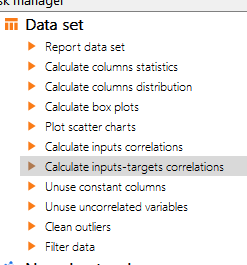 manager
Data set
Report data set
Calculate columns statistics
Calculate columns distribution
Calculate box plots
Plot scatter charts
Calculate inputs correlations
Calculate inputs-targets correlations
Unuse constant columns
Unuse uncorrelated variables
Clean outliers
Filter data